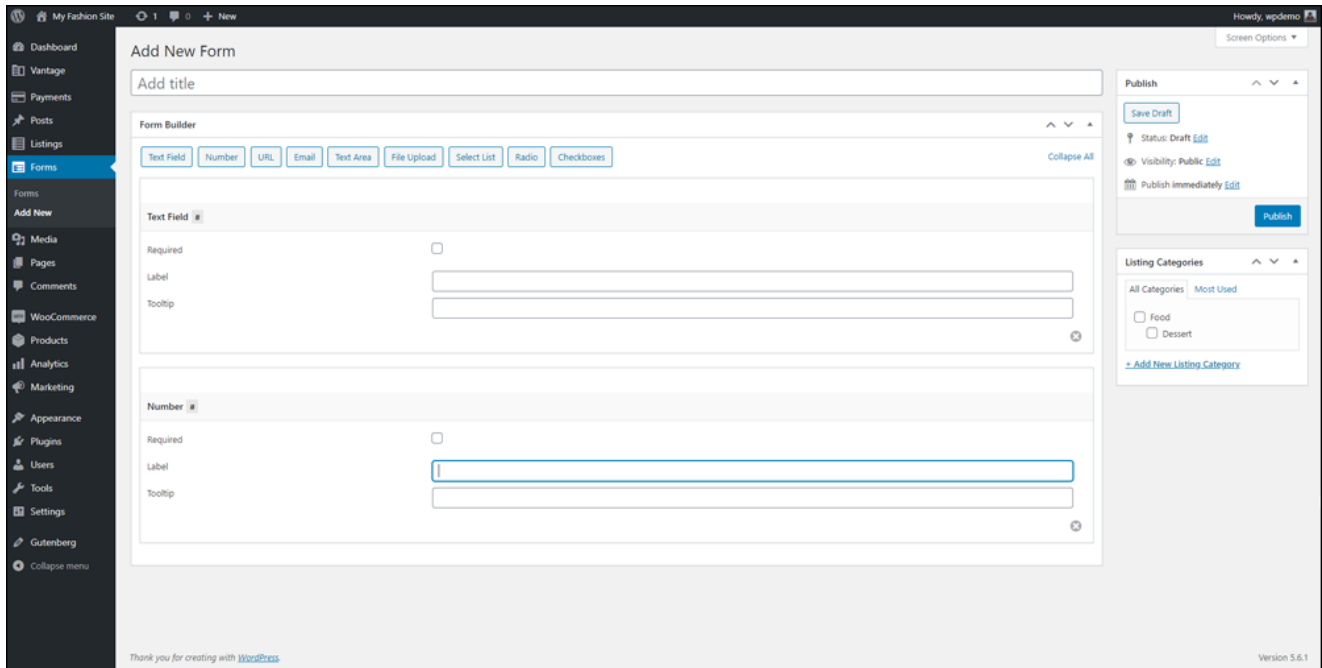 My Fashion Site 1 0 + New Howdy, wpdemo
Screen Options ▼
Dashboard
Vantage
Payments
Posts
Listings
Forms
Forms
Add New
Media
Pages
Comments
WooCommerce
Products
Analytics
Marketing
Appearance
Plugins
Users
Tools
Settings
Gutenberg
Collapse menu
Add New Form
Add title
Form Builder
Text Field Number URL Email Text Area File Upload Select List Radio Checkboxes Collapse All
Text Field #
Required
Label
Tooltip
Number #
Required
Label
Tooltip
Publish
Save Draft
Status: Draft Edit
Visibility: Public Edit
Publish immediately Edit
Publish
Listing Categories
All Categories Most Used
Food
Dessert
+ Add New Listing Category
Thank you for creating with WordPress. Version 5.6.1